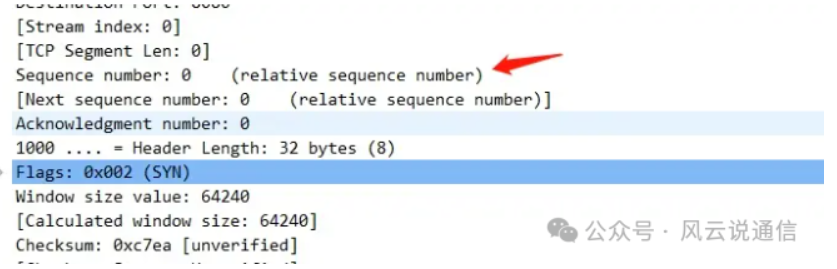 [Stream index: 0]
[TCP Segment Len: 0]
Sequence number: 0    (relative sequence number)
[Next sequence number: 0    (relative sequence number)]
Acknowledgment number: 0
1000 .... = Header Length: 32 bytes (8)
Flags: 0x002 (SYN)
Window size value: 64240
[Calculated window size: 64240]
Checksum: 0xc7ea [unverified]
公众号 · 风云说通信